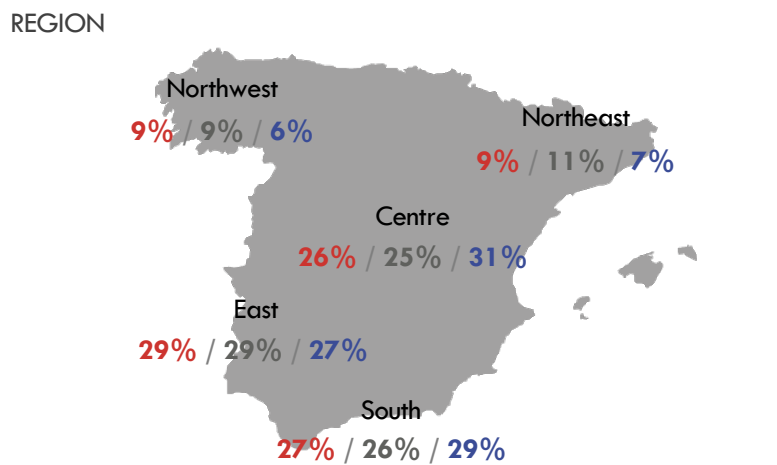 REGION
Northwest
9% / 9% / 6%
Northeast
9% / 11% / 7%
Centre
26% / 25% / 31%
East
29% / 29% / 27%
South
27% / 26% / 29%